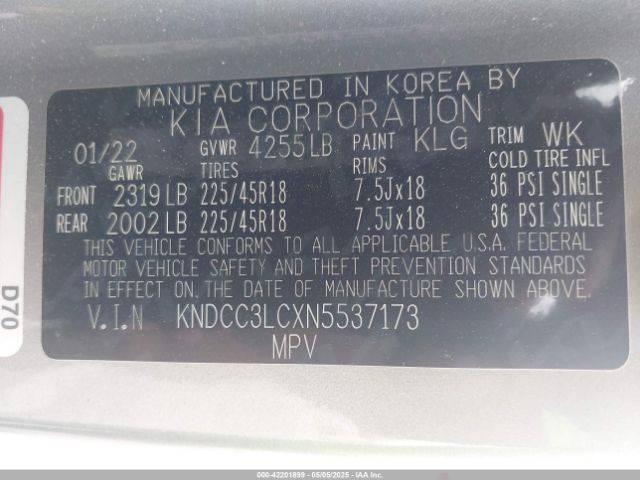 MANUFACTURED IN KOREA BY
KIA CORPORATION
01/22 GVWR 4255LB PAINT KLG TRIM WK
GAWR TIRES RIMS COLD TIRE INFL
FRONT 2319 LB 225/45R18 7.5Jx18 36 PSI SINGLE
REAR 2002 LB 225/45R18 7.5Jx18 36 PSI SINGLE
THIS VEHICLE CONFORMS TO ALL APPLICABLE U.S.A. FEDERAL
MOTOR VEHICLE SAFETY AND THEFT PREVENTION STANDARDS
IN EFFECT ON THE DATE OF MANUFACTURE SHOWN ABOVE.
V.I.N KNDCC3LCXN5537173
MPV
D70
000-42201899 - 05/05/2025 - IAA Inc.